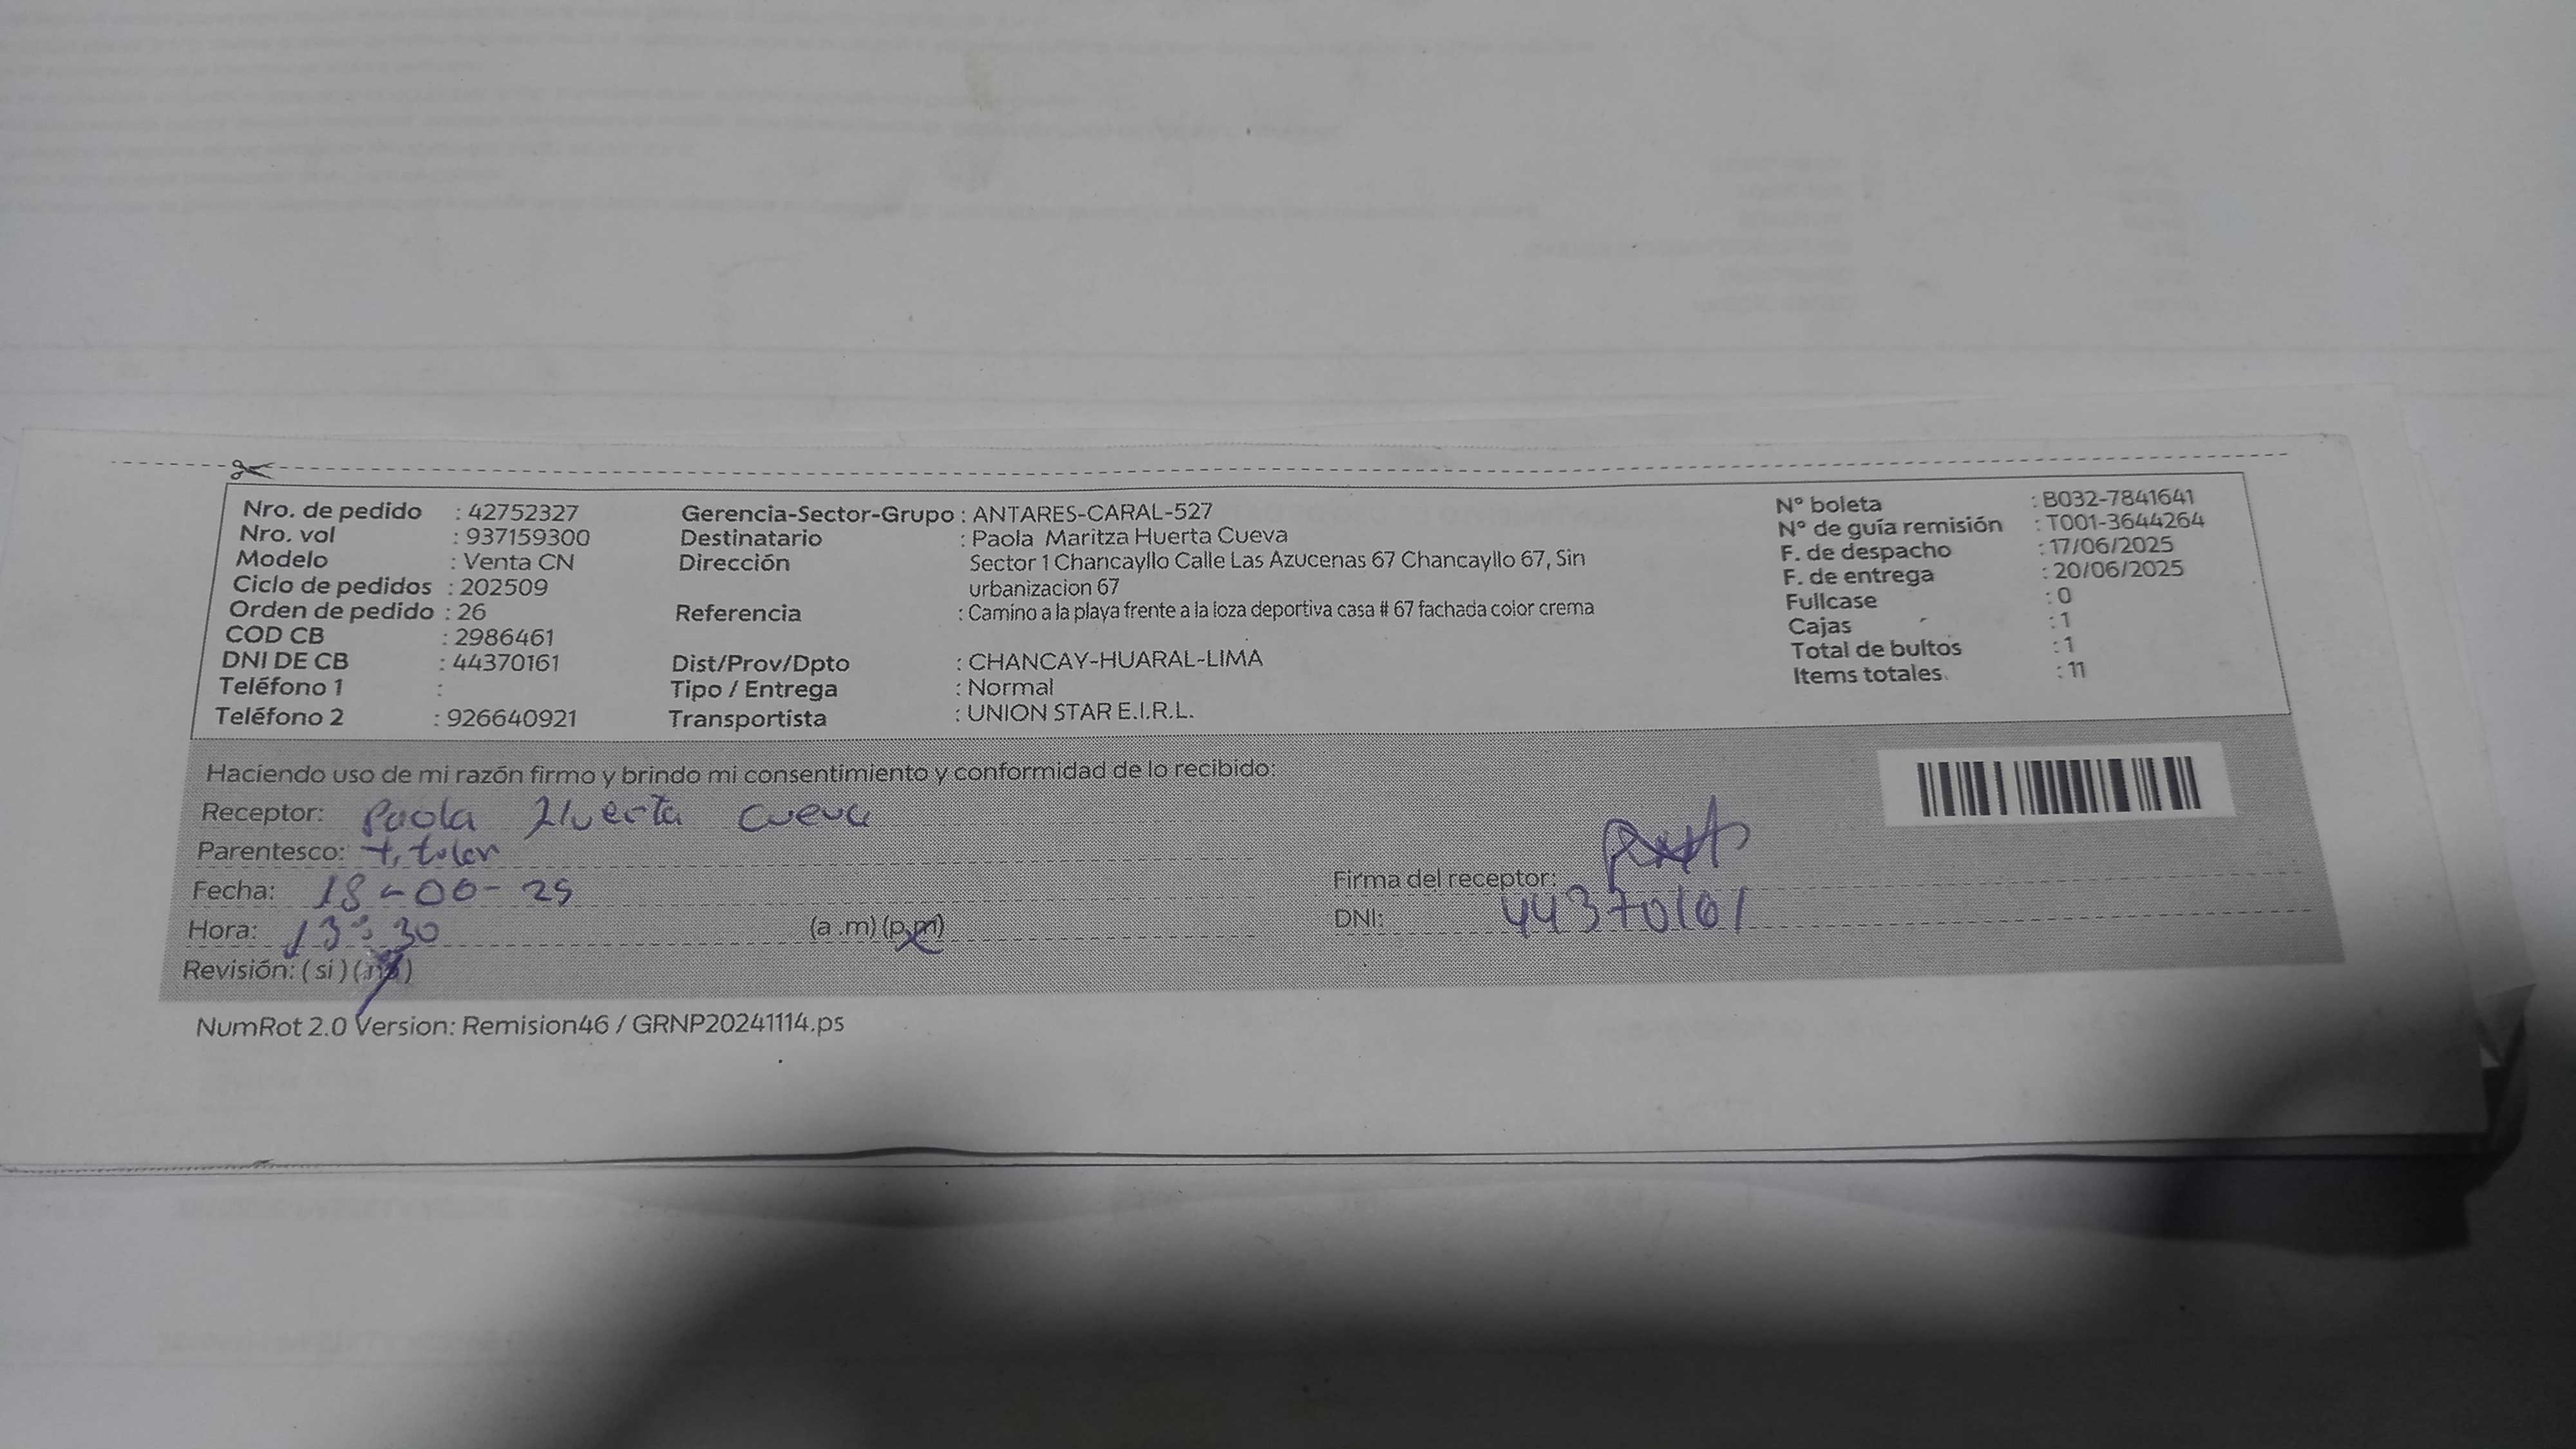 Nro. de pedido : 42752327
Nro. vol : 937159300
Modelo : Venta CN
Ciclo de pedidos : 202509
Orden de pedido : 26
COD CB : 2986461
DNI DE CB : 44370161
Teléfono 1 :
Teléfono 2 : 926640921
Gerencia-Sector-Grupo : ANTARES-CARAL-527
Destinatario : Paola Maritza Huerta Cueva
Dirección Sector 1 Chancayllo Calle Las Azucenas 67 Chancayllo 67, Sin
urbanizacion 67
Referencia : Camino a la playa frente a la loza deportiva casa # 67 fachada color crema
Dist/Prov/Dpto : CHANCAY-HUARAL-LIMA
Tipo / Entrega : Normal
Transportista : UNION STAR E.I.R.L.
N° boleta : B032-7841641
N° de guía remisión : T001-3644264
F. de despacho : 17/06/2025
F. de entrega : 20/06/2025
Fullcase : 0
Cajas : 1
Total de bultos : 1
Items totales : 11
Haciendo uso de mi razón firmo y brindo mi consentimiento y conformidad de lo recibido:
Receptor: Paola Huerta Cueva
Parentesco: titular
Fecha: 18-06-25
Hora: 13:30 (a .m) (p.m)
Revisión: ( si ) ( no )
Firma del receptor:
DNI: 44370161
NumRot 2.0 Version: Remision46 / GRNP20241114.ps